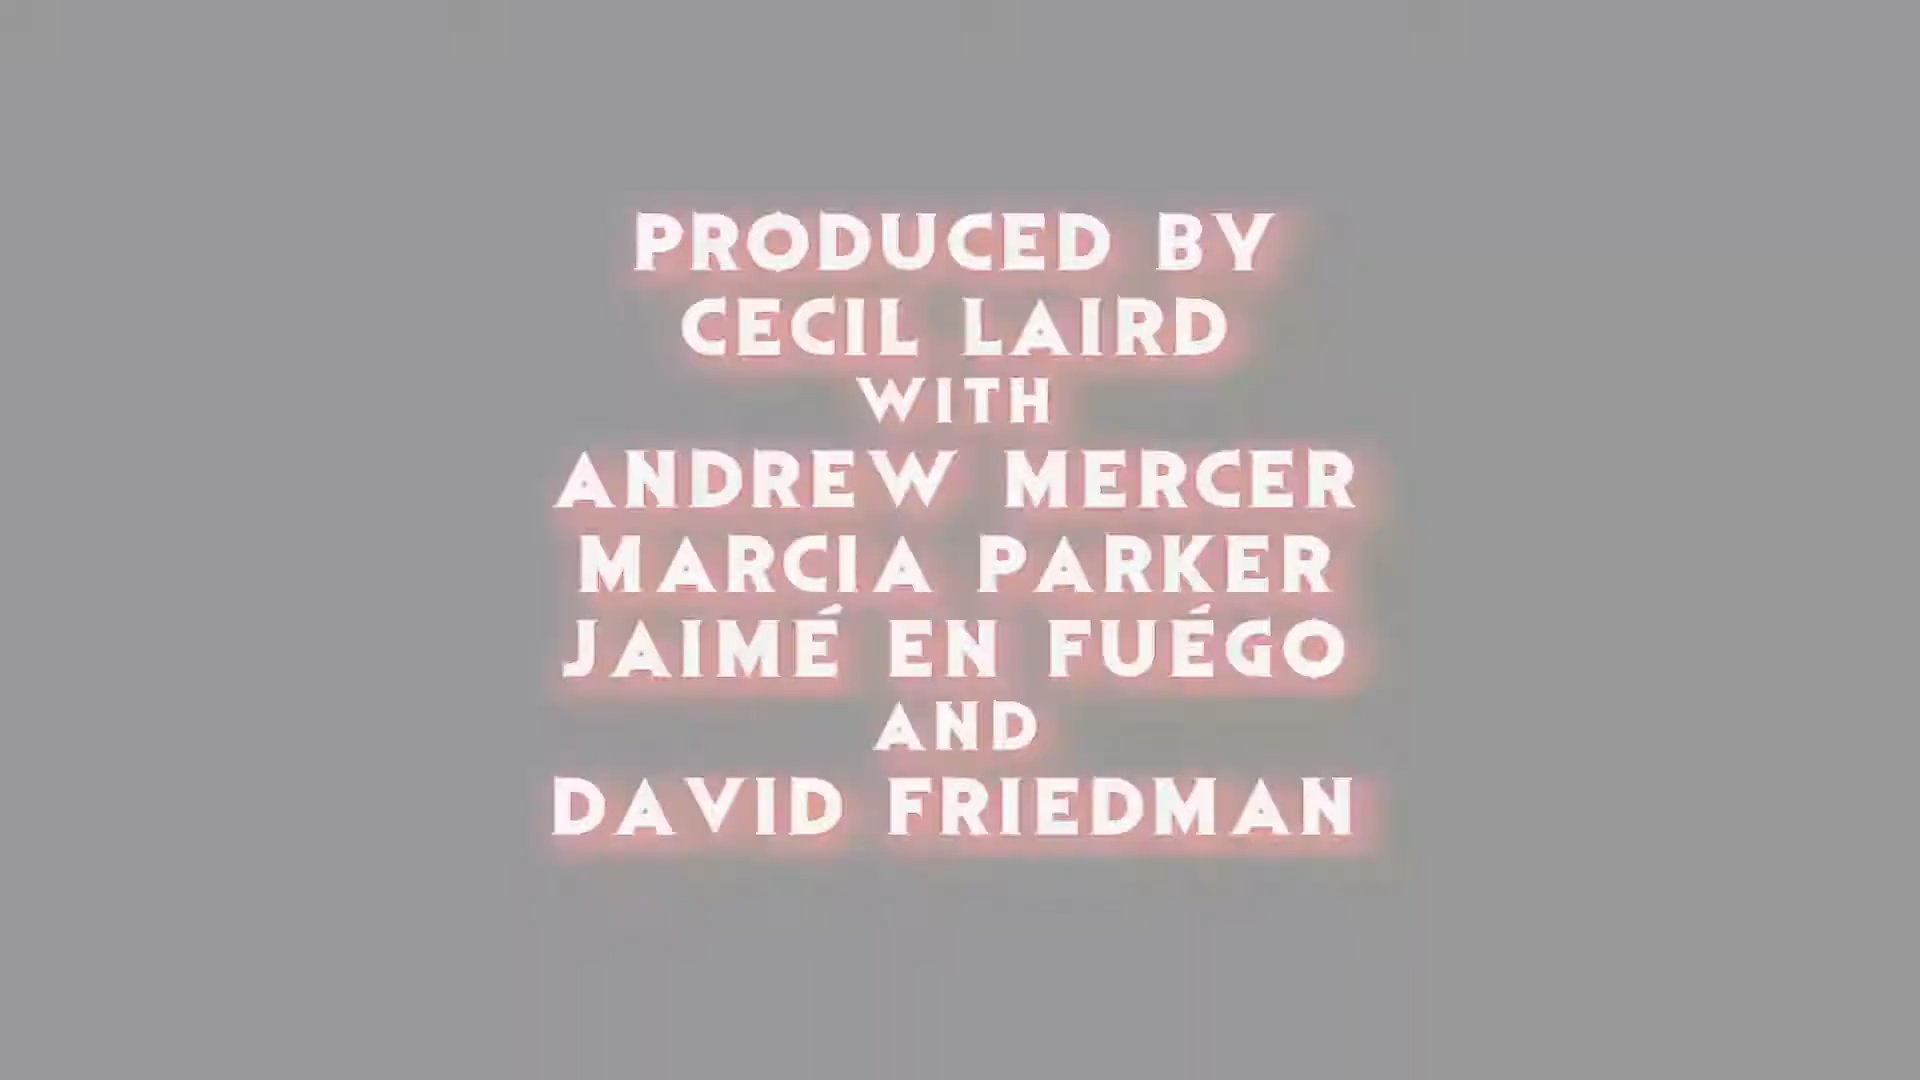 PRODUCED BY
CECIL LAIRD
WITH
ANDREW MERCER
MARCIA PARKER
JAIMÉ EN FUÉGO
AND
DAVID FRIEDMAN